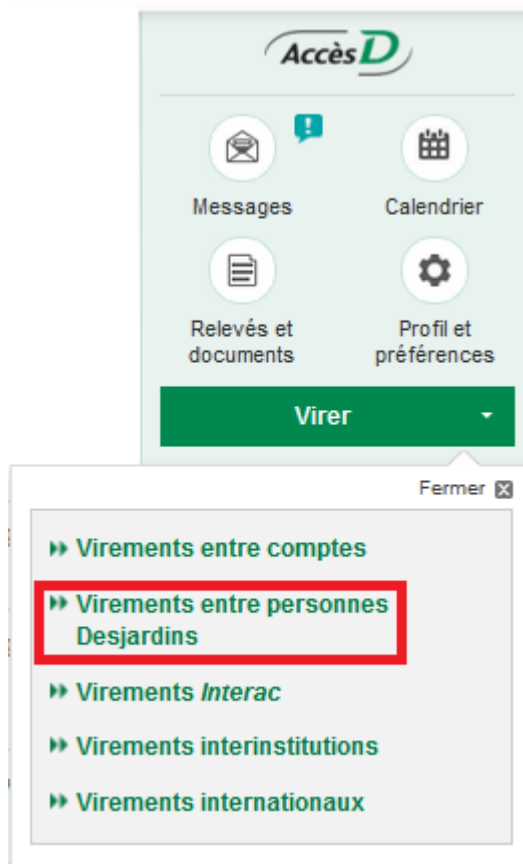 AccèsD
Messages
Calendrier
Relevés et
documents
Profil et
préférences
Virer
Fermer
Virements entre comptes
Virements entre personnes
Desjardins
Virements Interac
Virements interinstitutions
Virements internationaux